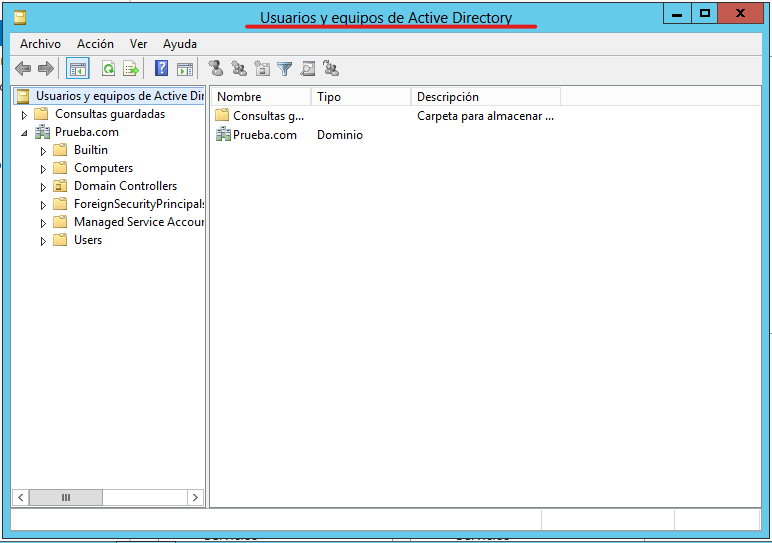 Usuarios y equipos de Active Directory
Archivo Acción Ver Ayuda
Usuarios y equipos de Active Dir
Consultas guardadas
Prueba.com
Builtin
Computers
Domain Controllers
ForeignSecurityPrincipals
Managed Service Accour
Users
Nombre Tipo Descripción
Consultas g... Carpeta para almacenar ...
Prueba.com Dominio